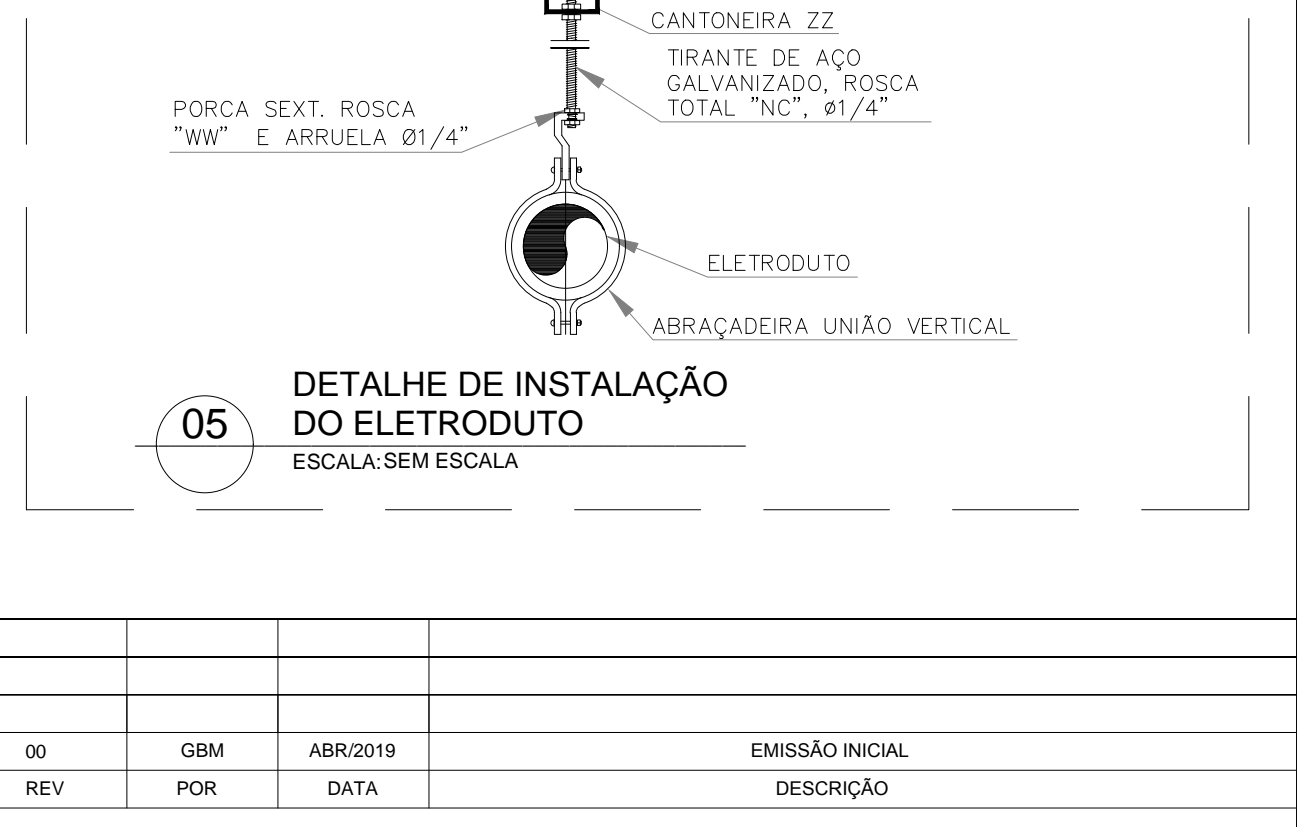 CANTONEIRA ZZ
TIRANTE DE AÇO
GALVANIZADO, ROSCA
TOTAL "NC", Ø1/4"
PORCA SEXT. ROSCA
"WW" E ARRUELA Ø1/4"
ELETRODUTO
ABRAÇADEIRA UNIÃO VERTICAL
05
DETALHE DE INSTALAÇÃO
DO ELETRODUTO
ESCALA: SEM ESCALA
00 GBM ABR/2019 EMISSÃO INICIAL
REV POR DATA DESCRIÇÃO